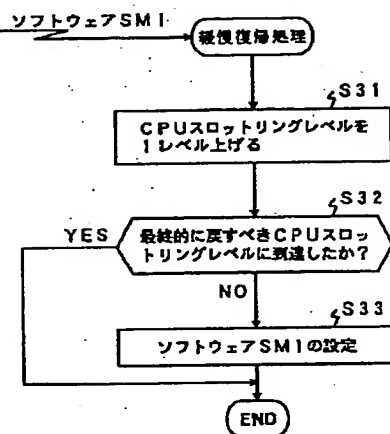 ソフトウェアSMI
緩慢復帰処理
S31
CPUスロットリングレベルを
1レベル上げる
S32
YES
最終的に戻すべきCPUスロッ
トリングレベルに到達したか?
NO
S33
ソフトウェアSMIの設定
END